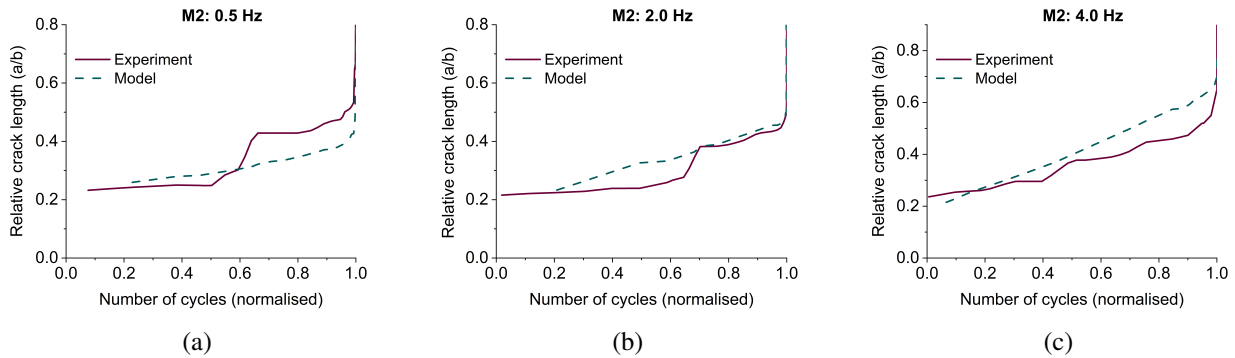 M2: 0.5 Hz
0.8
0.6
0.4
0.2
0.0
Relative crack length (a/b)
Experiment
Model
0.0 0.2 0.4 0.6 0.8 1.0
Number of cycles (normalised)
(a)
M2: 2.0 Hz
0.8
0.6
0.4
0.2
0.0
Relative crack length (a/b)
Experiment
Model
0.0 0.2 0.4 0.6 0.8 1.0
Number of cycles (normalised)
(b)
M2: 4.0 Hz
0.8
0.6
0.4
0.2
0.0
Relative crack length (a/b)
Experiment
Model
0.0 0.2 0.4 0.6 0.8 1.0
Number of cycles (normalised)
(c)